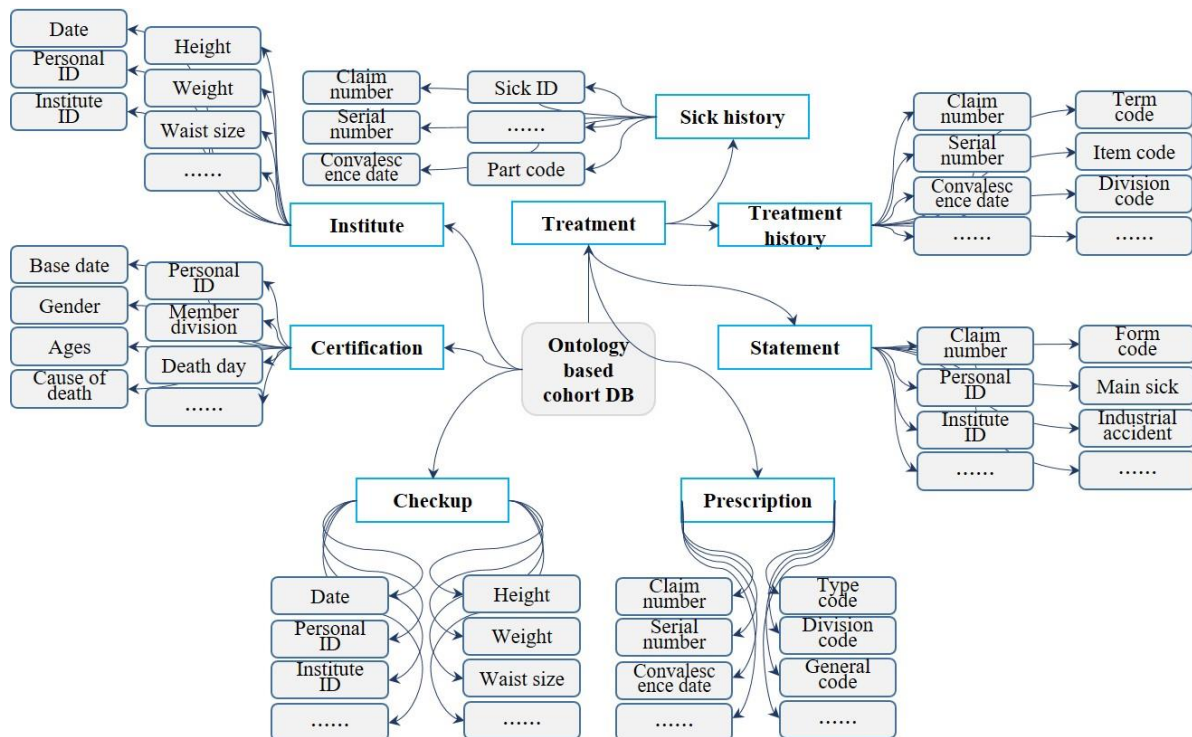 Date
Personal
ID
Institute
ID
Height
Weight
Waist size
......
Institute
Claim
number
Serial
number
Convalesc
ence date
Sick ID
......
Part code
Sick history
Treatment
Treatment
history
Claim
number
Serial
number
Convalesc
ence date
......
Term
code
Item code
Division
code
......
Base date
Gender
Ages
Cause of
death
Personal
ID
Member
division
Death day
......
Certification
Ontology
based
cohort DB
Statement
Claim
number
Personal
ID
Institute
ID
......
Form
code
Main sick
Industrial
accident
......
Checkup
Date
Personal
ID
Institute
ID
......
Height
Weight
Waist size
......
Prescription
Claim
number
Serial
number
Convalesc
ence date
......
Type
code
Division
code
General
code
......